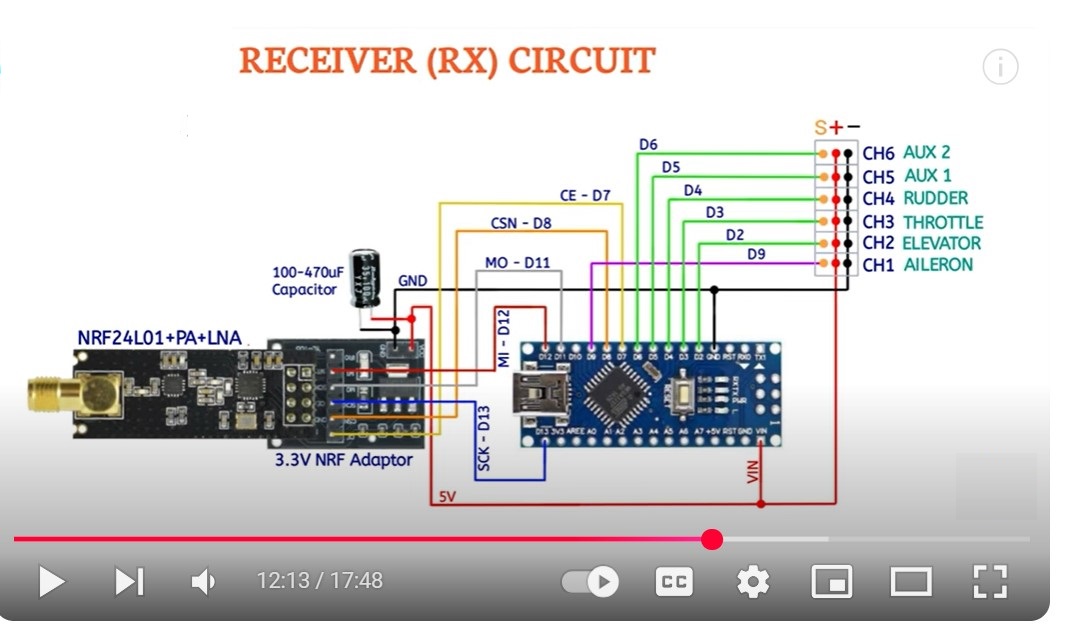 RECEIVER (RX) CIRCUIT
i
S + −
D6
CH6 AUX 2
D5
CH5 AUX 1
D4
CH4 RUDDER
CE - D7
D3
CH3 THROTTLE
CSN - D8
D2
CH2 ELEVATOR
D9
CH1 AILERON
MO - D11
100-470uF
Capacitor
GND
MI - D12
NRF24L01+PA+LNA
D12 D11 D10 D9 D8 D7 D6 D5 D4 D3 D2 GND RST RX0 TX1
RESET
D13 3V3 AREF A0 A1 A2 A3 A4 A5 A6 A7 +5V RST GND VIN
SCK - D13
3.3V NRF Adaptor
VIN
5V
12:13 / 17:48
CC